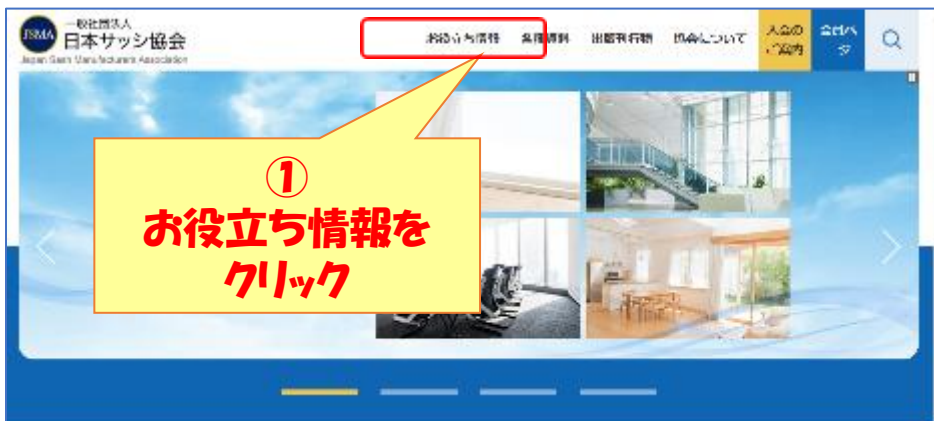 JSMA 一般社団法人
日本サッシ協会
Japan Sash Manufacturers Association
お役立ち情報 各種資料 出版刊行物 協会について 入会の
ご案内 会員ペー
ジ
①
お役立ち情報を
クリック